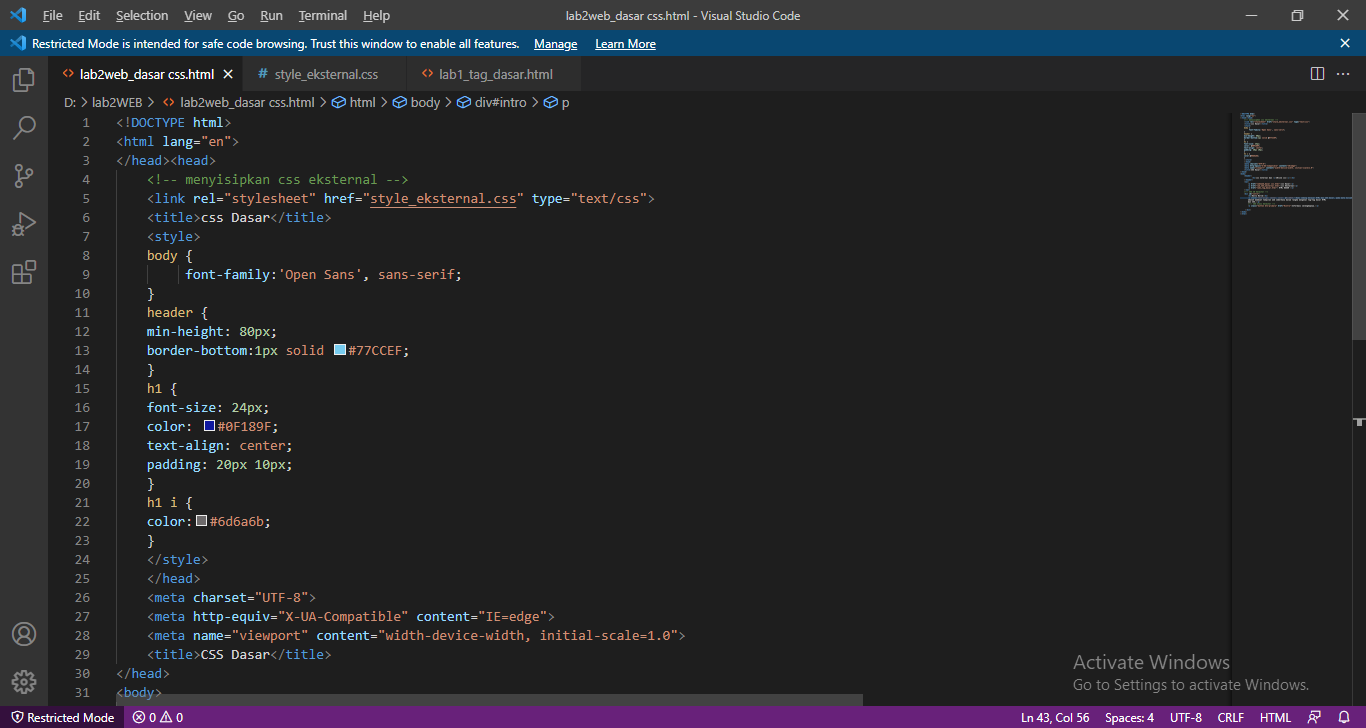 File Edit Selection View Go Run Terminal Help lab2web_dasar css.html - Visual Studio Code
Restricted Mode is intended for safe code browsing. Trust this window to enable all features. Manage Learn More
<> lab2web_dasar css.html # style_eksternal.css <> lab1_tag_dasar.html
D: > lab2WEB > <> lab2web_dasar css.html > html > body > div#intro > p
1 <!DOCTYPE html>
2 <html lang="en">
3 </head><head>
4 <!-- menyisipkan css eksternal -->
5 <link rel="stylesheet" href="style_eksternal.css" type="text/css">
6 <title>css Dasar</title>
7 <style>
8 body {
9 font-family:'Open Sans', sans-serif;
10 }
11 header {
12 min-height: 80px;
13 border-bottom:1px solid #77CCEF;
14 }
15 h1 {
16 font-size: 24px;
17 color: #0F189F;
18 text-align: center;
19 padding: 20px 10px;
20 }
21 h1 i {
22 color:#6d6a6b;
23 }
24 </style>
25 </head>
26 <meta charset="UTF-8">
27 <meta http-equiv="X-UA-Compatible" content="IE=edge">
28 <meta name="viewport" content="width-device-width, initial-scale=1.0">
29 <title>CSS Dasar</title>
30 </head>
31 <body>
Activate Windows
Go to Settings to activate Windows.
Restricted Mode 0 0 Ln 43, Col 56 Spaces: 4 UTF-8 CRLF HTML